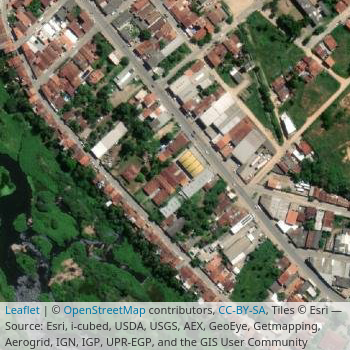 Leaflet | © OpenStreetMap contributors, CC-BY-SA, Tiles © Esri —
Source: Esri, i-cubed, USDA, USGS, AEX, GeoEye, Getmapping,
Aerogrid, IGN, IGP, UPR-EGP, and the GIS User Community